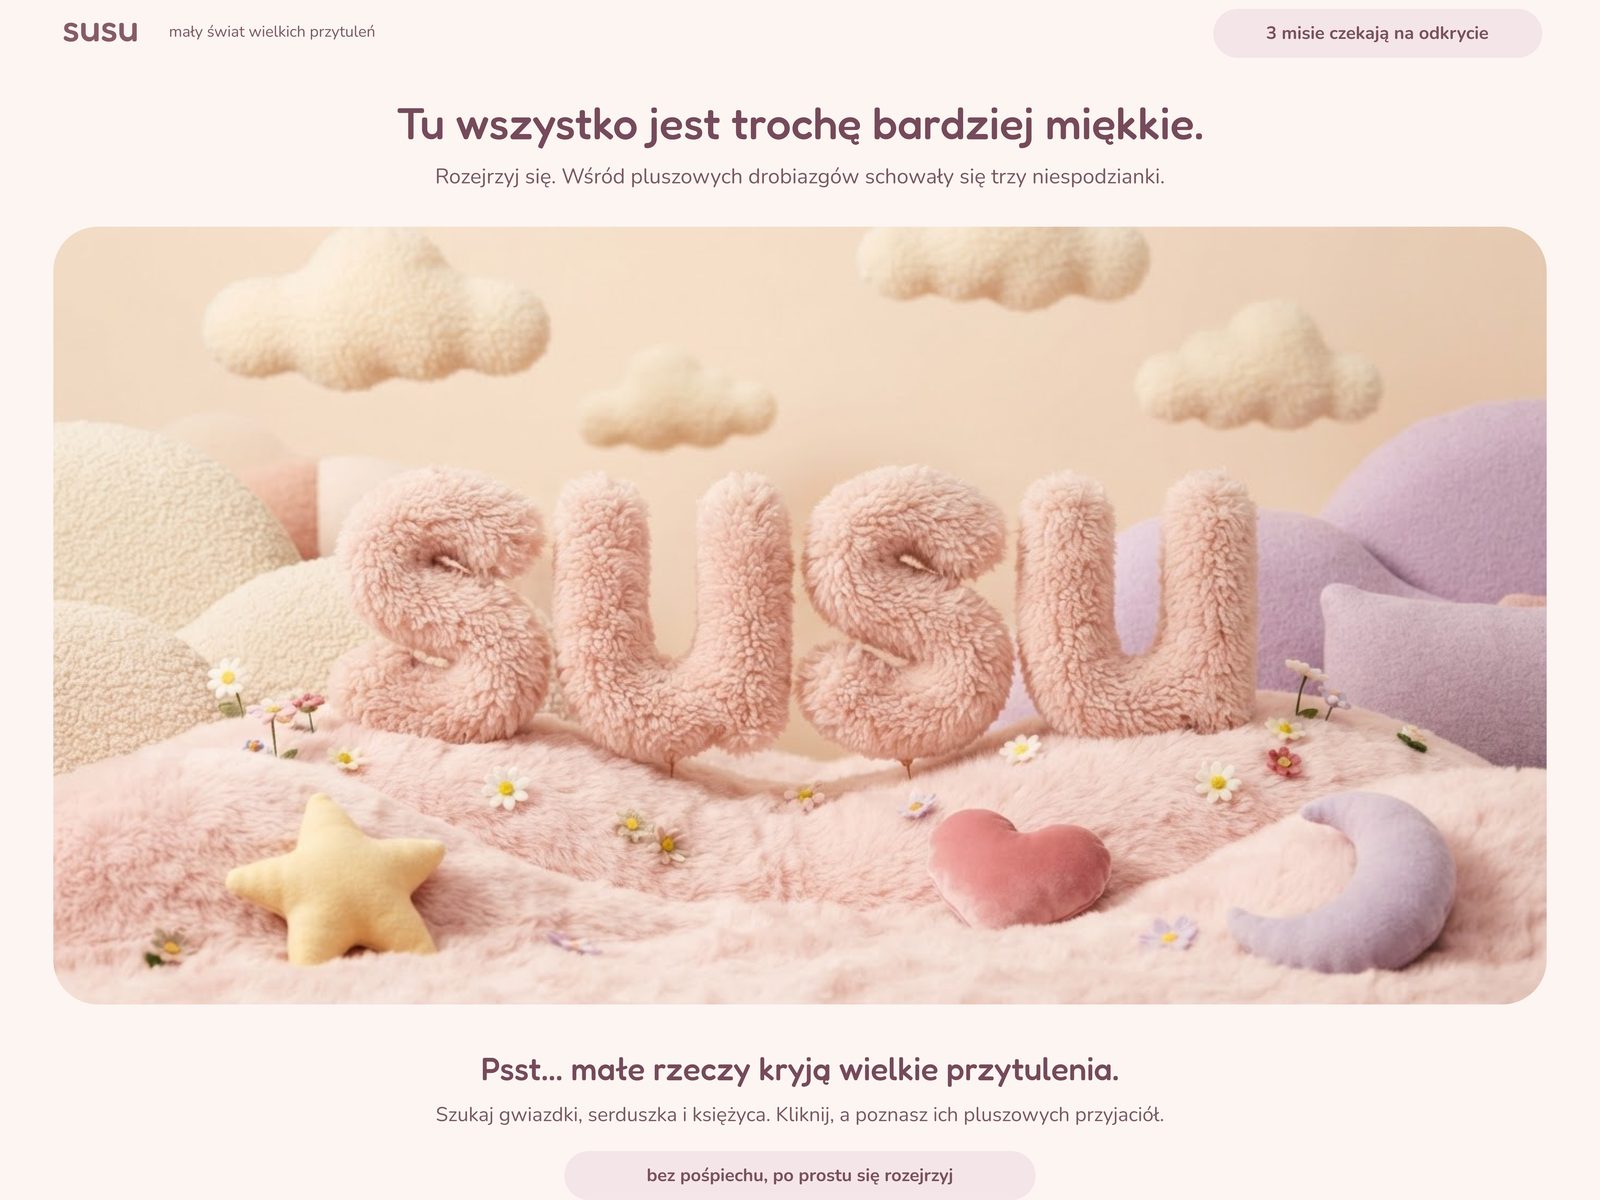 susu
mały świat wielkich przytuleń
3 misie czekają na odkrycie
Tu wszystko jest trochę bardziej miękkie.
Rozejrzyj się. Wśród pluszowych drobiazgów schowały się trzy niespodzianki.
SUSU
Psst... małe rzeczy kryją wielkie przytulenia.
Szukaj gwiazdki, serduszka i księżyca. Kliknij, a poznasz ich pluszowych przyjaciół.
bez pośpiechu, po prostu się rozejrzyj